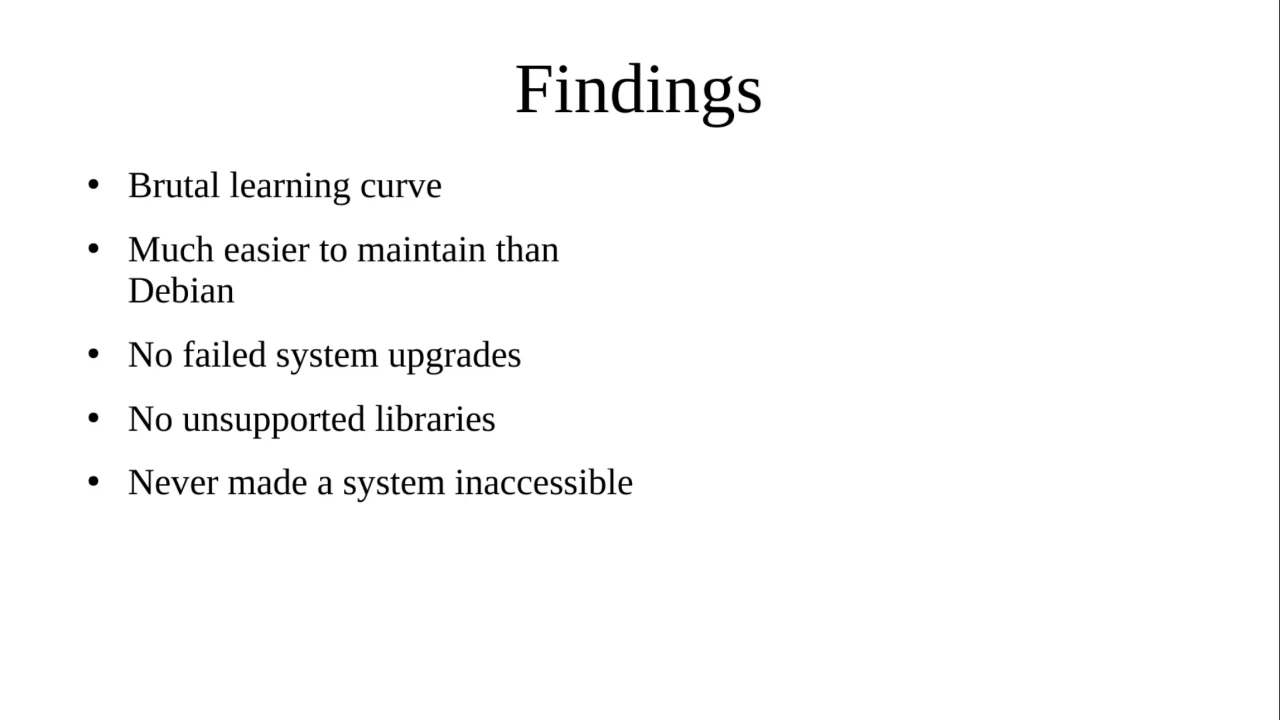 Findings
• Brutal learning curve
• Much easier to maintain than
Debian
• No failed system upgrades
• No unsupported libraries
• Never made a system inaccessible